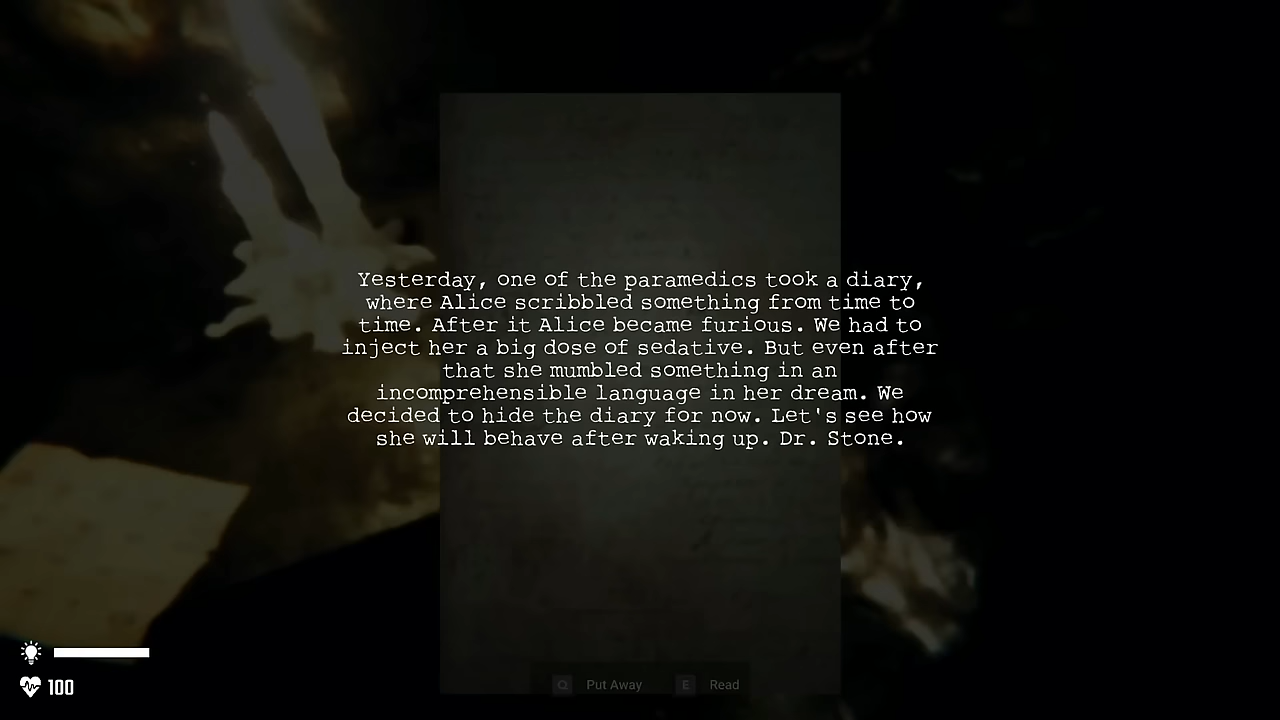 Yesterday, one of the paramedics took a diary,
where Alice scribbled something from time to
time. After it Alice became furious. We had to
inject her a big dose of sedative. But even after
that she mumbled something in an
incomprehensible language in her dream. We
decided to hide the diary for now. Let's see how
she will behave after waking up. Dr. Stone.
100
Q Put Away E Read